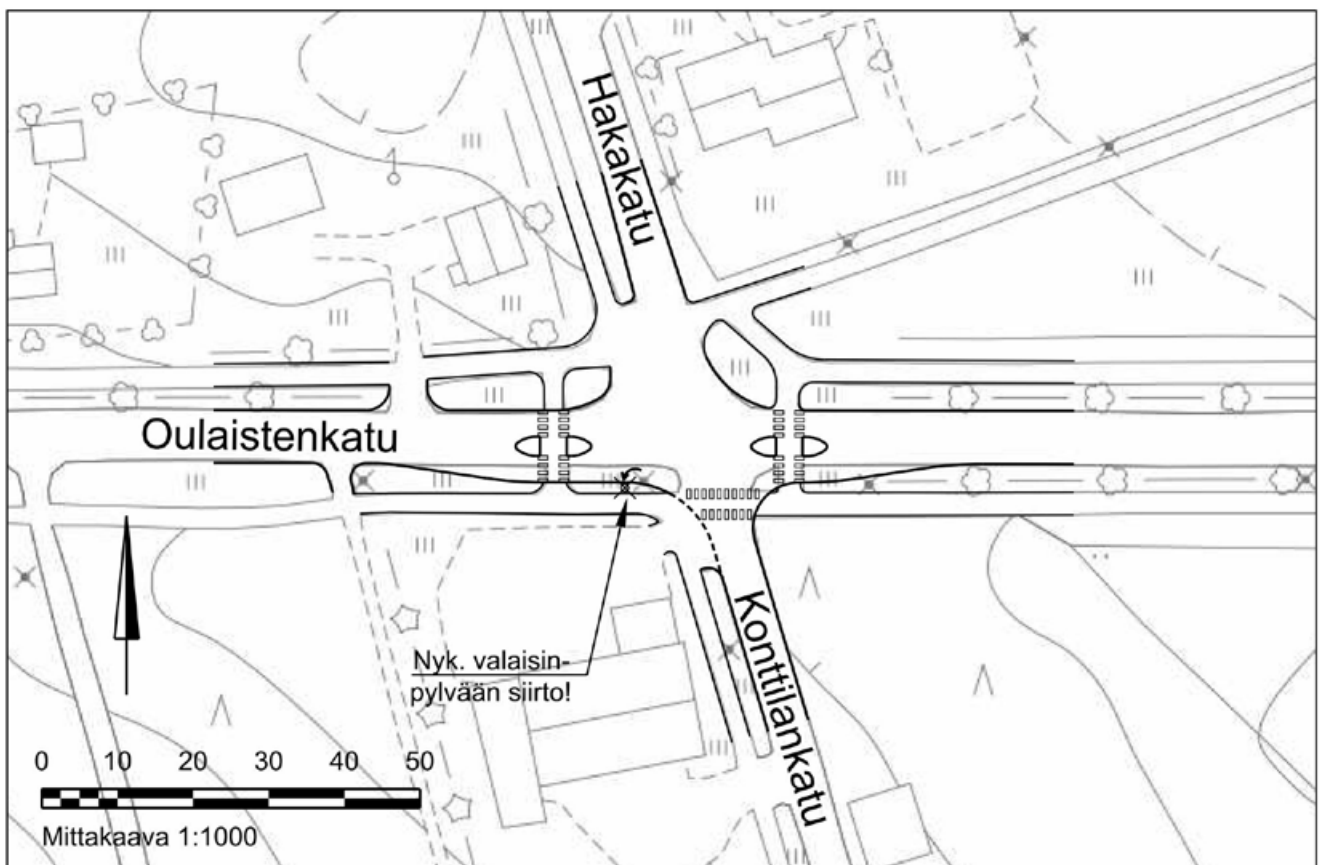 Hakakatu
Oulaistenkatu
Nyk. valaisin-
pylvään siirto!
Konttilankatu
0 10 20 30 40 50
Mittakaava 1:1000